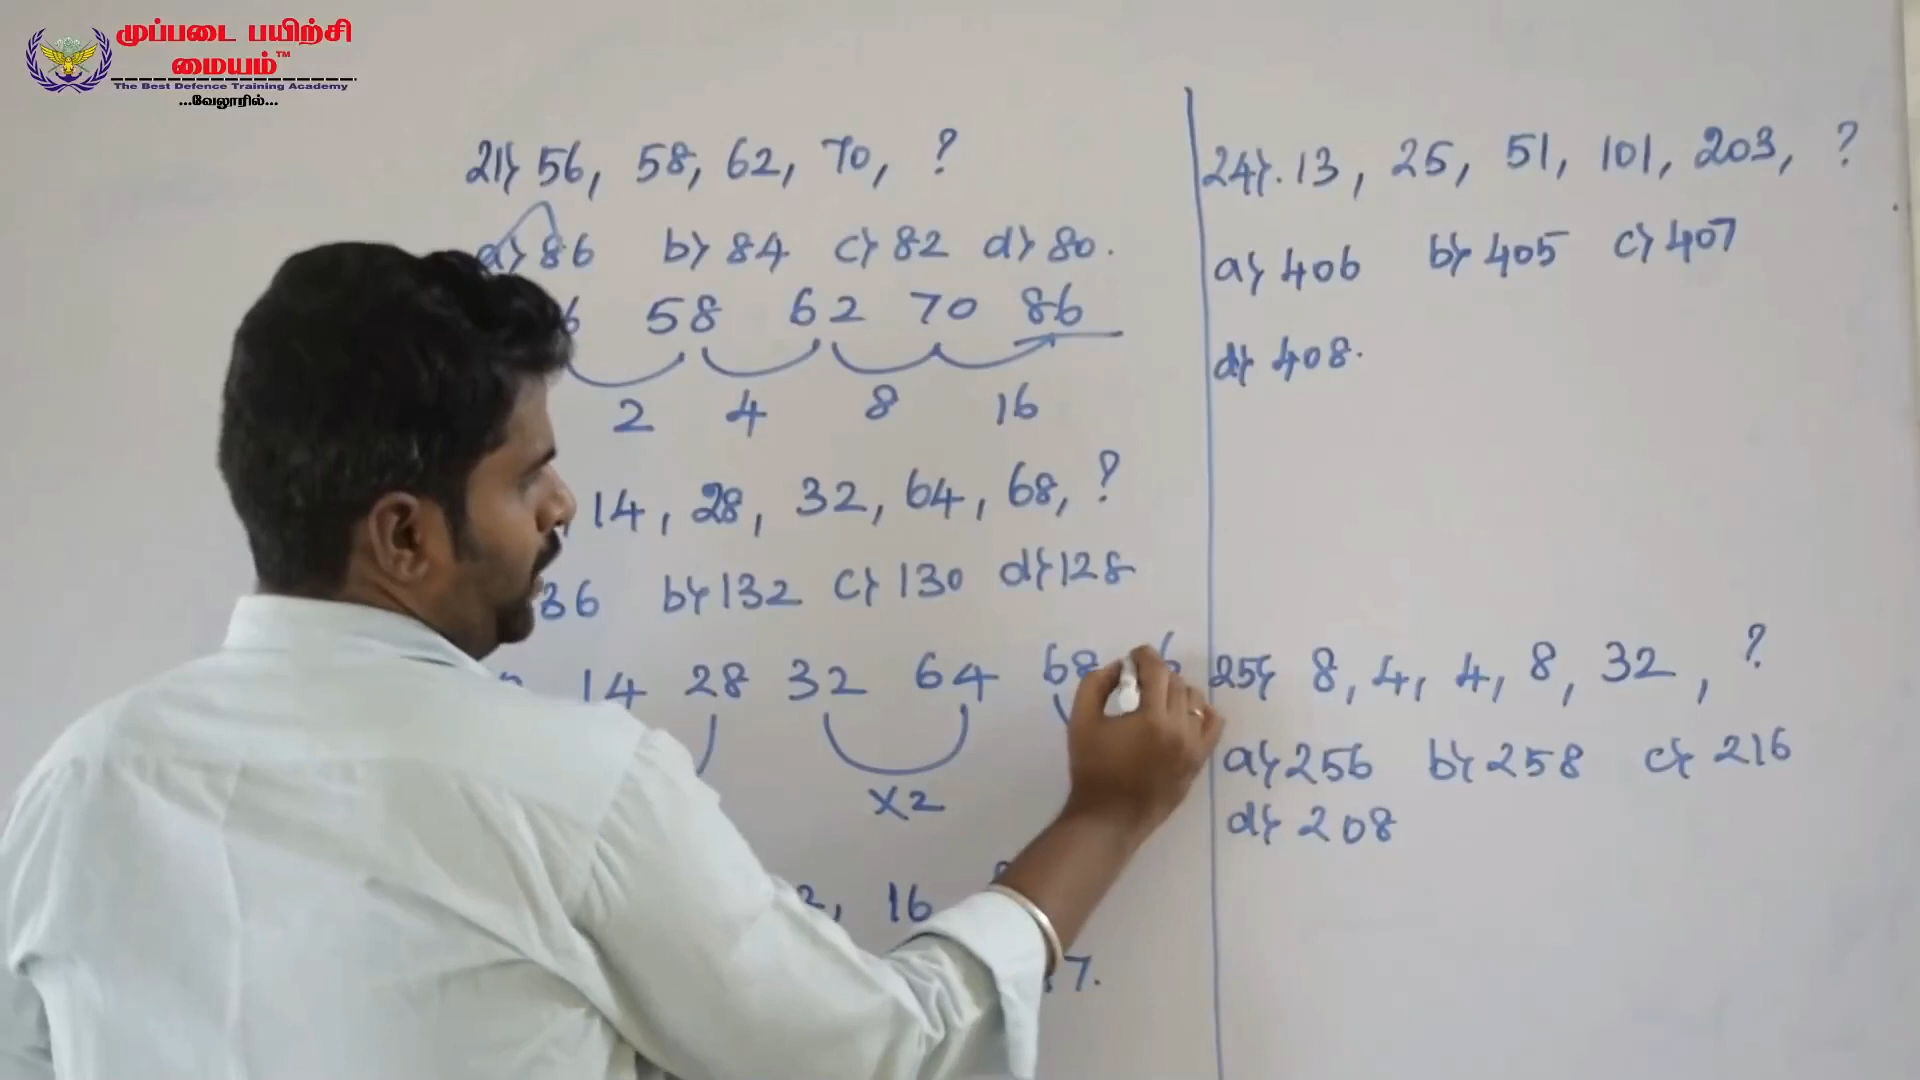 முப்படை பயிற்சி
மையம்™
The Best Defence Training Academy
...வேலூரில்...
21) 56, 58, 62, 70, ?
a) 86 b) 84 c) 82 d) 80.
6 58 62 70 86
2 4 8 16
14, 28, 32, 64, 68, ?
36 b) 132 c) 130 d) 128
14 28 32 64 68
x2
, 16
7.
24). 13, 25, 51, 101, 203, ?
a) 406 b) 405 c) 407
d) 408.
25) 8, 4, 4, 8, 32, ?
a) 256 b) 258 c) 216
d) 208